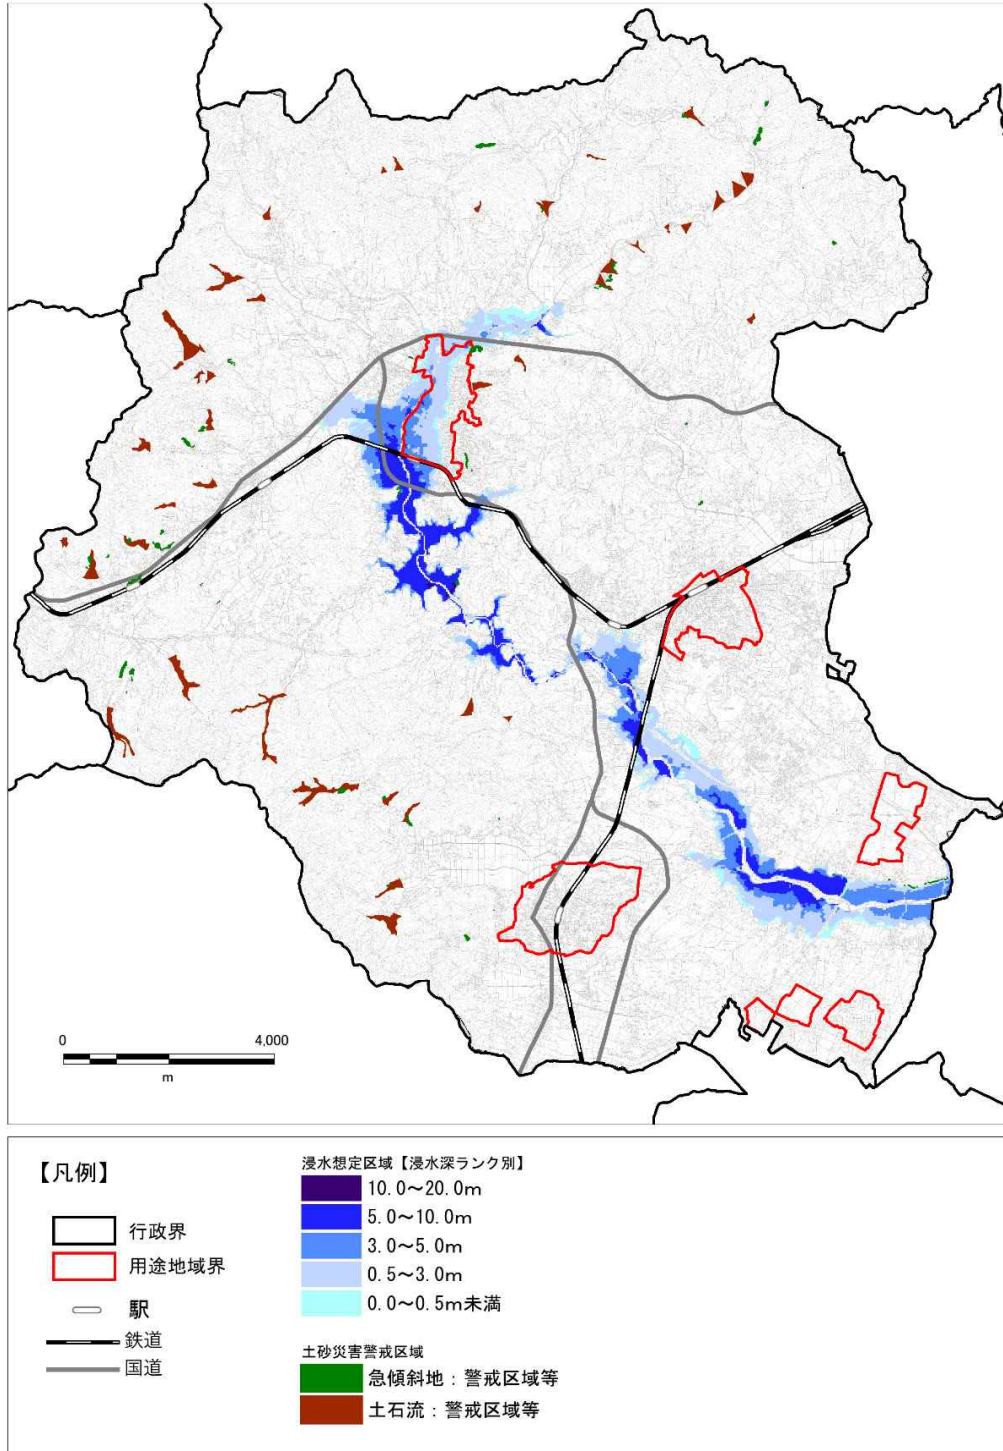 0 4,000
m
【凡例】
行政界
用途地域界
駅
鉄道
国道
浸水想定区域【浸水深ランク別】
10.0～20.0m
5.0～10.0m
3.0～5.0m
0.5～3.0m
0.0～0.5m未満
土砂災害警戒区域
急傾斜地：警戒区域等
土石流：警戒区域等